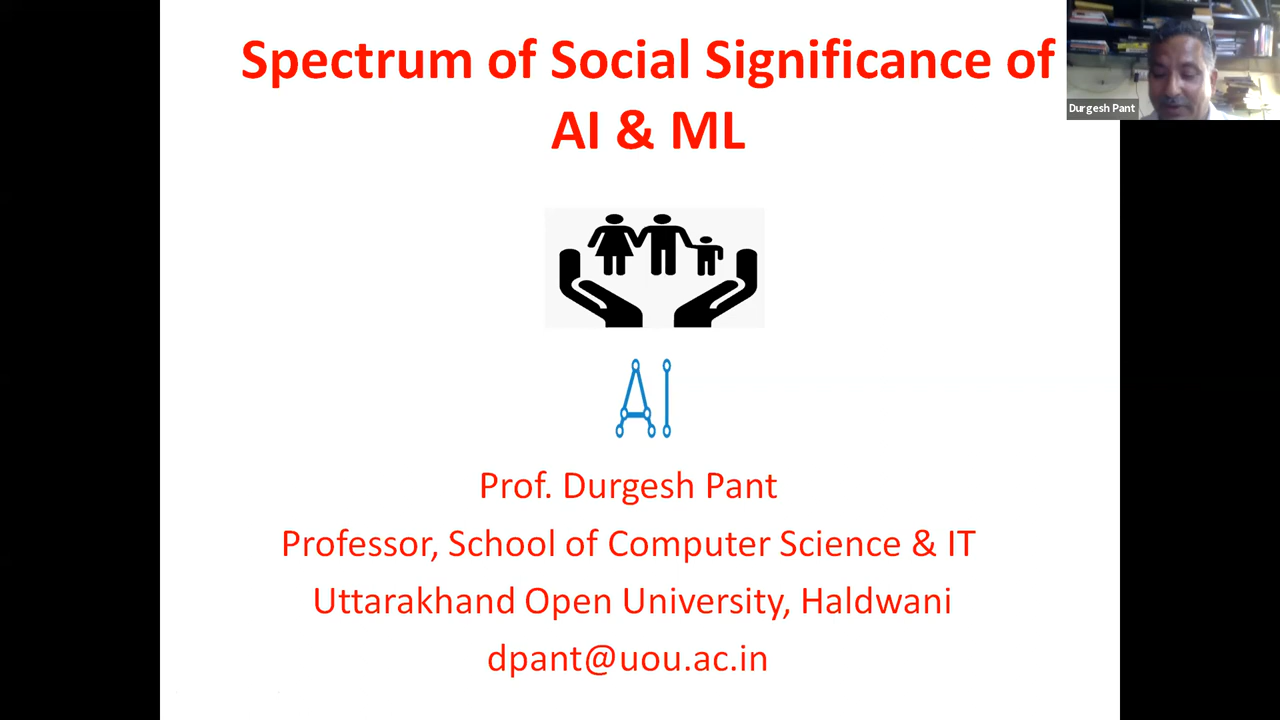 Spectrum of Social Significance of
AI & ML
Durgesh Pant
AI
Prof. Durgesh Pant
Professor, School of Computer Science & IT
Uttarakhand Open University, Haldwani
dpant@uou.ac.in